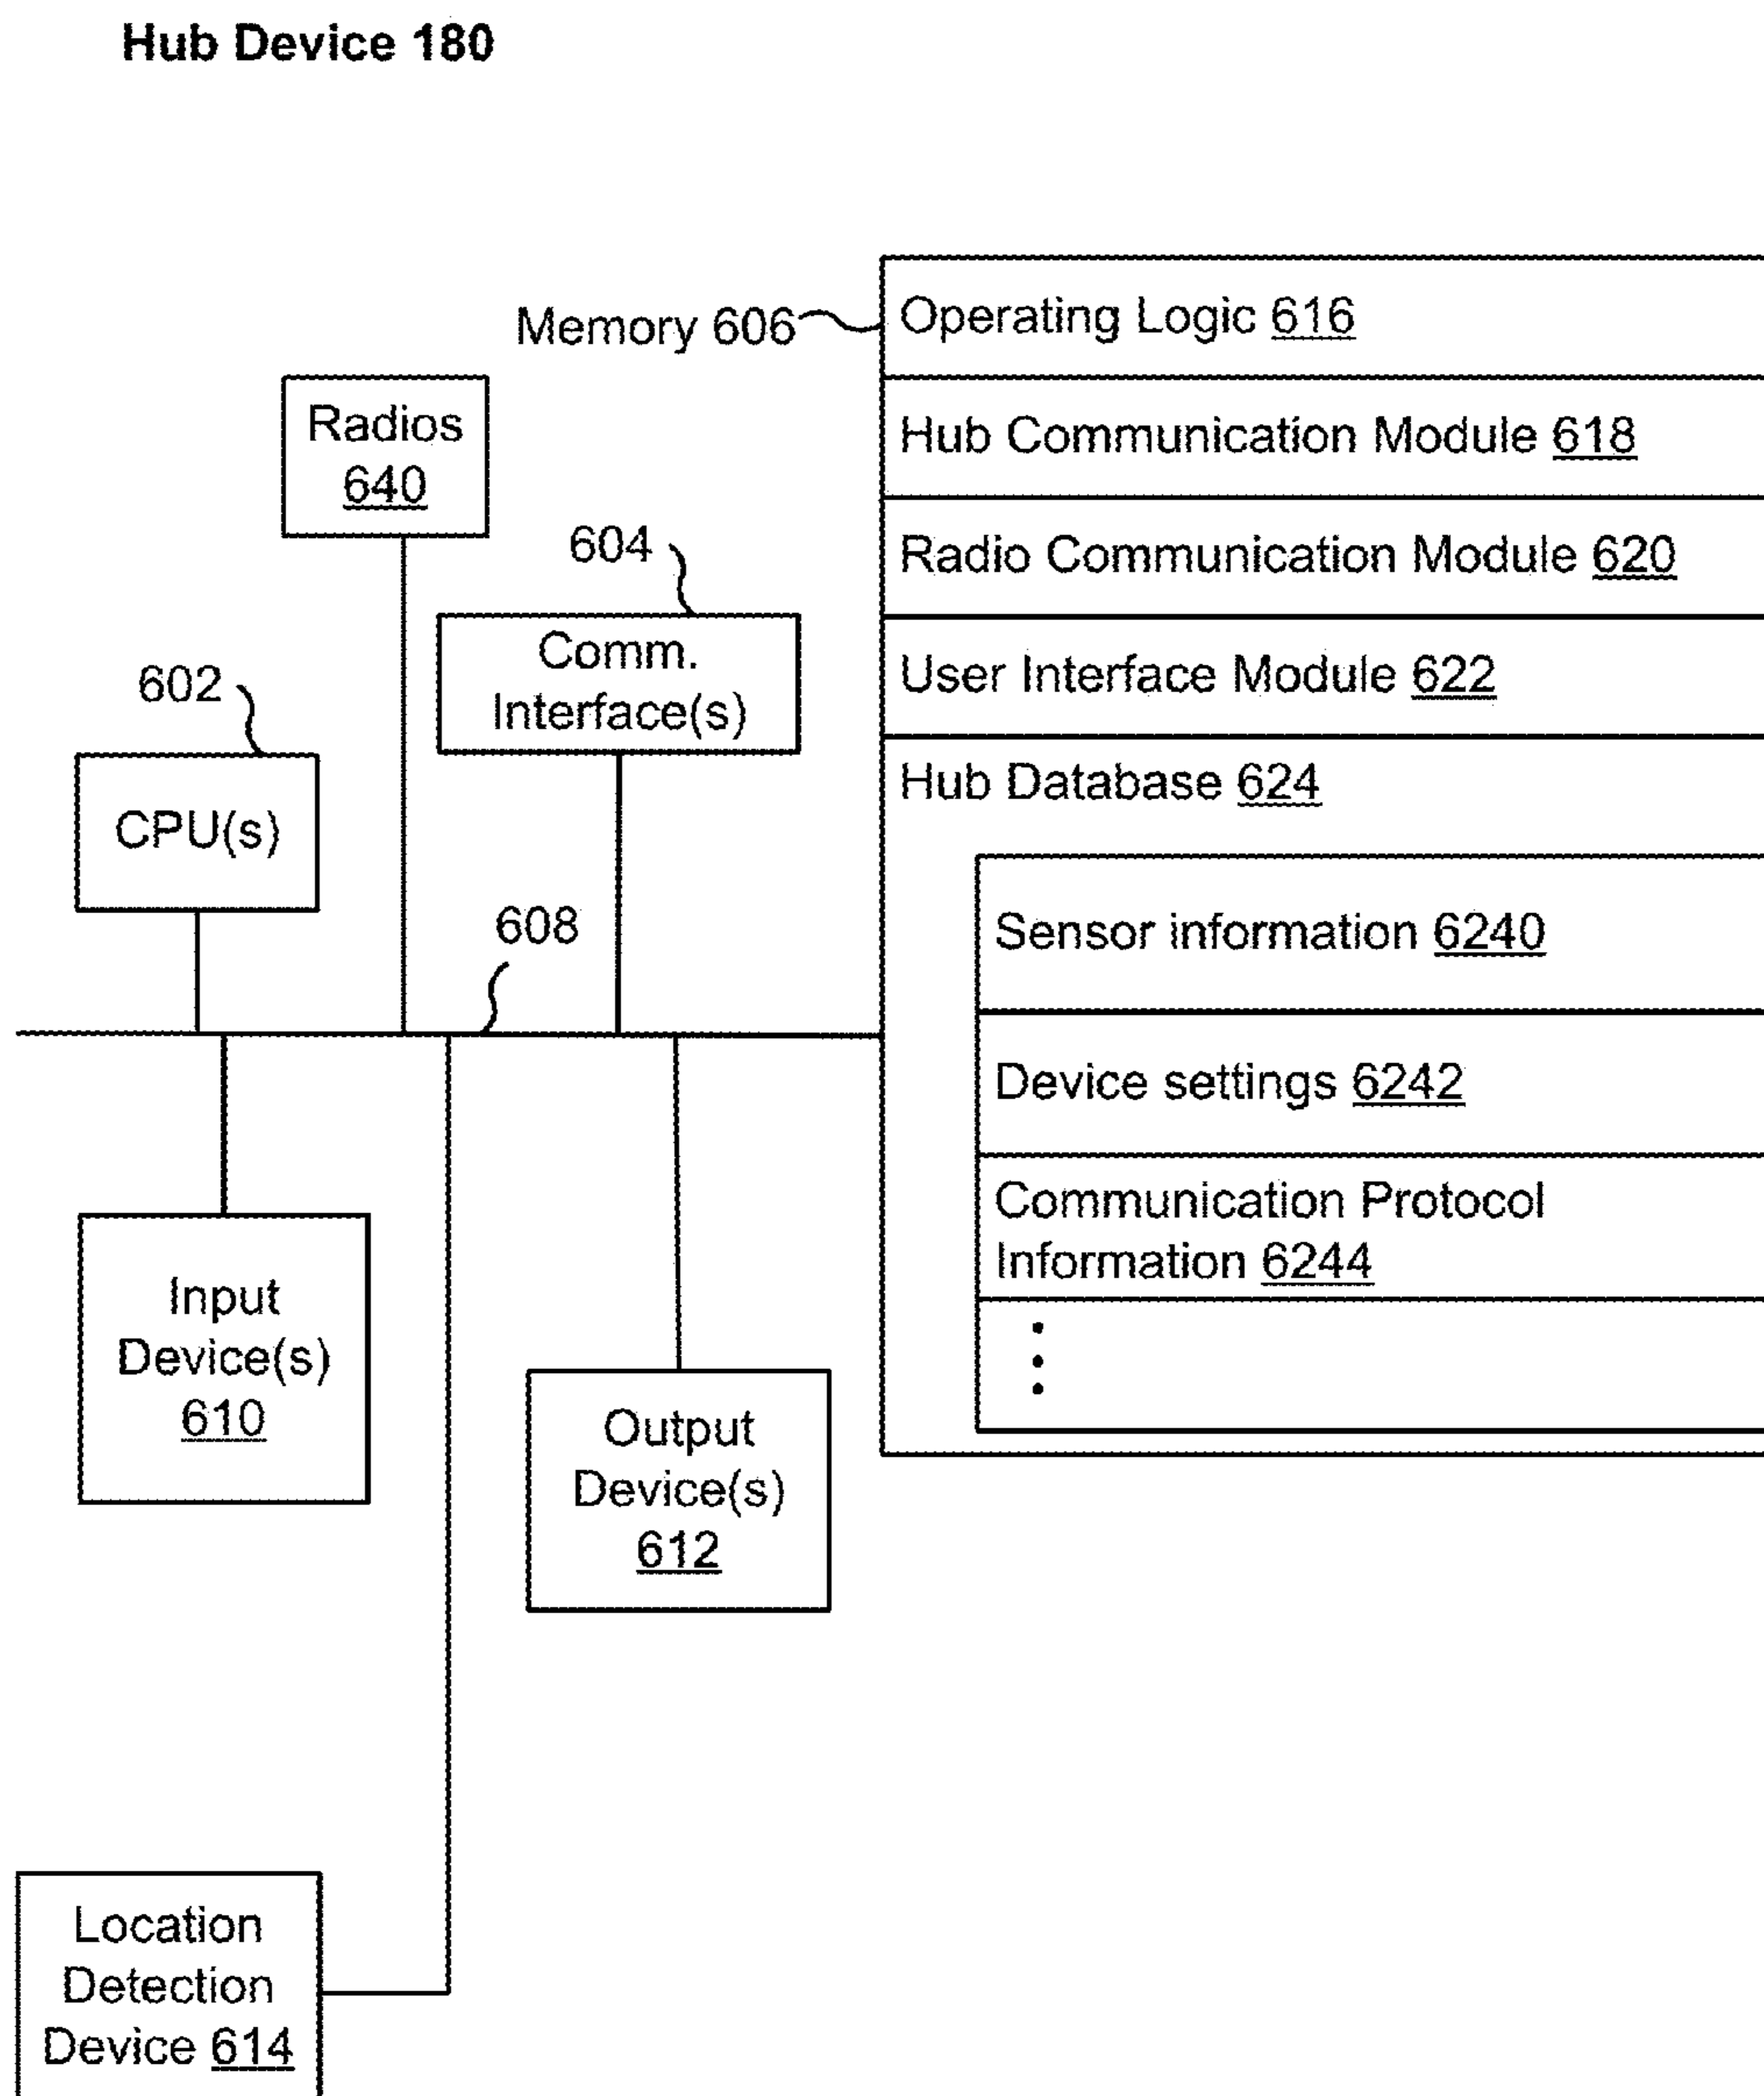 Hub Device 180
Memory 606
Operating Logic 616
Hub Communication Module 618
Radio Communication Module 620
User Interface Module 622
Hub Database 624
Sensor information 6240
Device settings 6242
Communication Protocol
Information 6244
Radios
640
604
Comm.
Interface(s)
602
CPU(s)
608
Input
Device(s)
610
Output
Device(s)
612
Location
Detection
Device 614